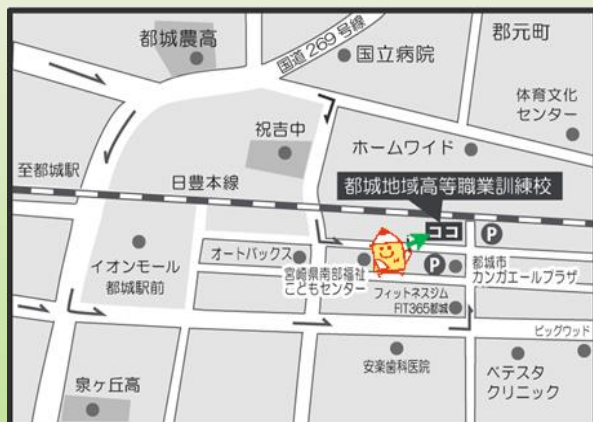 都城農高
国道269号線
国立病院
郡元町
体育文化
センター
祝吉中
ホームワイド
至都城駅
日豊本線
都城地域高等職業訓練校
ココ
P
オートバックス
イオンモール
都城駅前
宮崎県南部福祉
こどもセンター
P
都城市
カンガエールプラザ
フィットネスジム
FIT365都城
ビッグウッド
安楽歯科医院
ベテスタ
クリニック
泉ヶ丘高